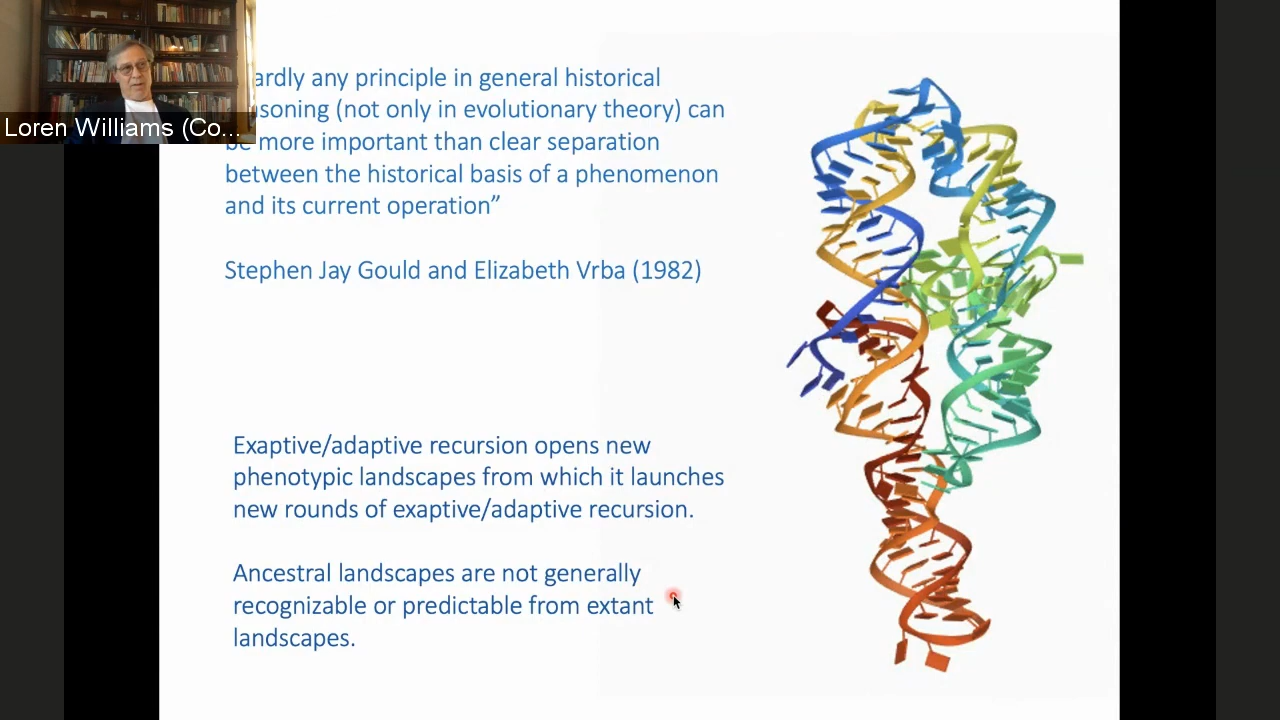 Loren Williams (Co...
ardly any principle in general historical
soning (not only in evolutionary theory) can
be more important than clear separation
between the historical basis of a phenomenon
and its current operation”
Stephen Jay Gould and Elizabeth Vrba (1982)
Exaptive/adaptive recursion opens new
phenotypic landscapes from which it launches
new rounds of exaptive/adaptive recursion.
Ancestral landscapes are not generally
recognizable or predictable from extant
landscapes.